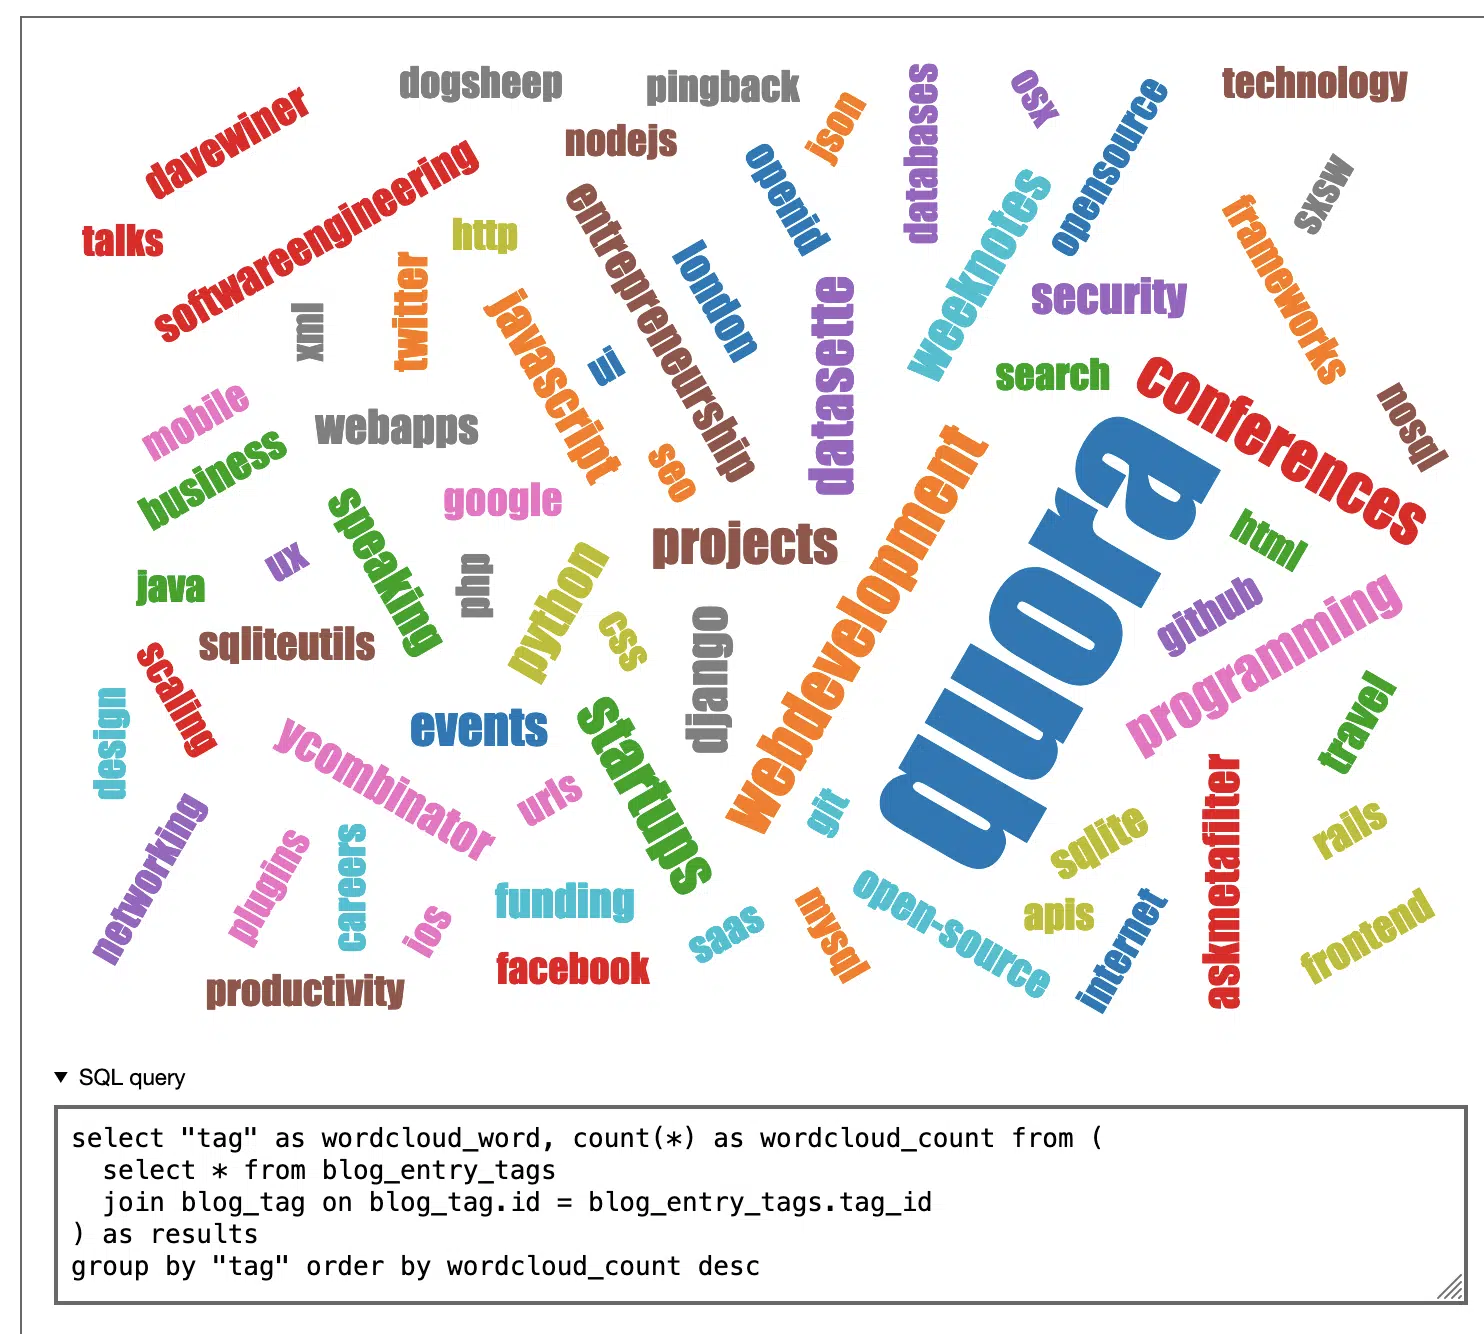 dogsheep
pingback
technology
davewiner
nodejs
json
databases
osx
opensource
softwareengineering
openid
sxsw
talks
http
entrepreneurship
weeknotes
frameworks
xml
twitter
javascript
ui
london
datasette
security
search
conferences
nosql
mobile
webapps
business
seo
google
speaking
projects
webdevelopment
quora
html
java
ux
php
python
css
github
programming
sqliteutils
scaling
django
travel
design
events
startups
ycombinator
urls
git
sqlite
askmetafilter
rails
networking
plugins
careers
ios
funding
saas
mysql
open-source
apis
internet
frontend
facebook
productivity
▼ SQL query
select "tag" as wordcloud_word, count(*) as wordcloud_count from (
  select * from blog_entry_tags
  join blog_tag on blog_tag.id = blog_entry_tags.tag_id
) as results
group by "tag" order by wordcloud_count desc